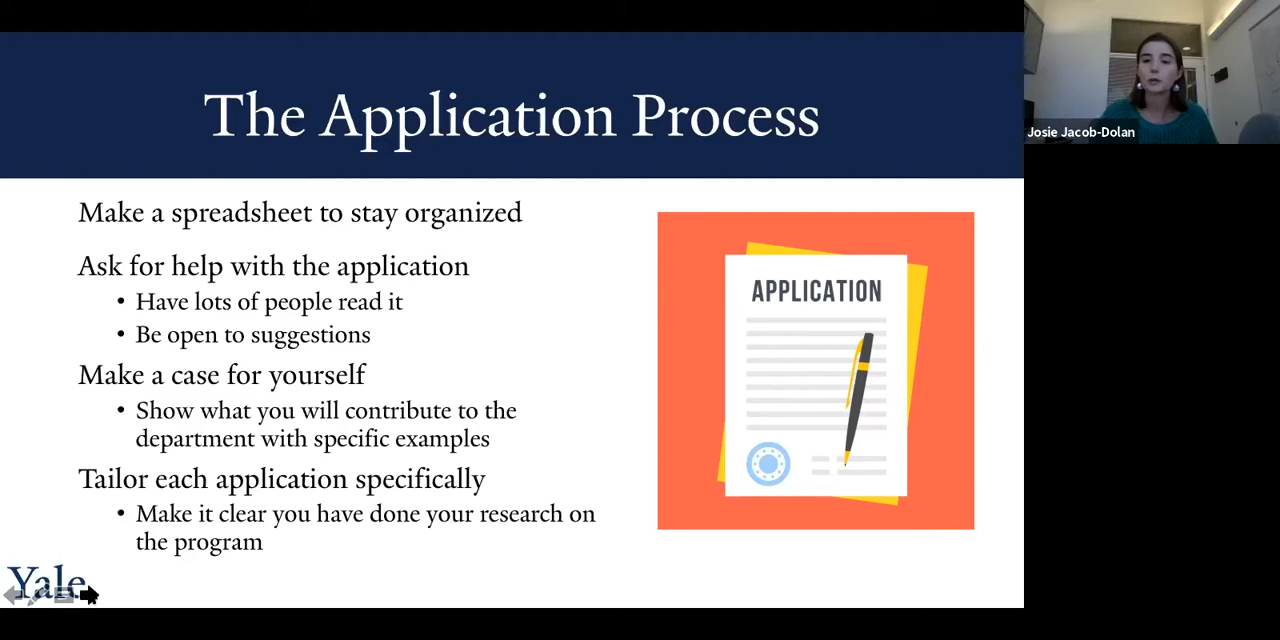 The Application Process
Make a spreadsheet to stay organized
Ask for help with the application
• Have lots of people read it
• Be open to suggestions
Make a case for yourself
• Show what you will contribute to the
department with specific examples
Tailor each application specifically
• Make it clear you have done your research on
the program
APPLICATION
Yale
Josie Jacob-Dolan